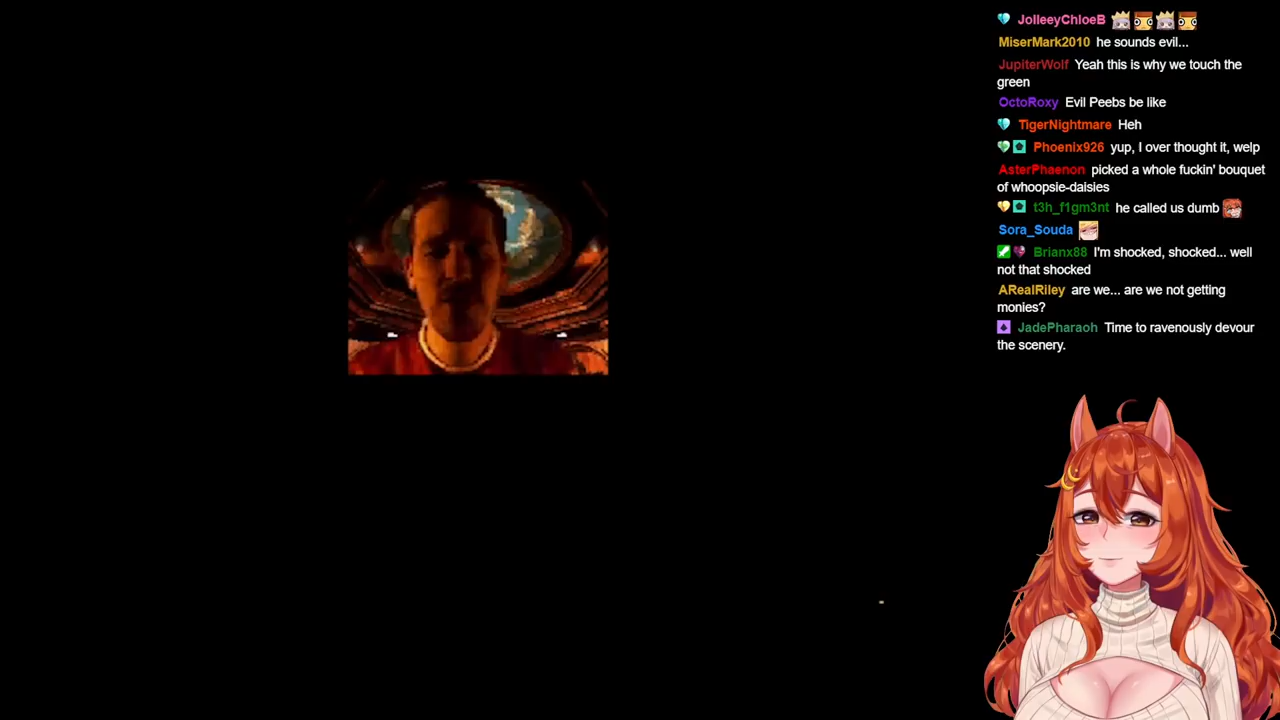 JolleeyChloeB
MiserMark2010 he sounds evil...
JupiterWolf Yeah this is why we touch the
green
OctoRoxy Evil Peebs be like
TigerNightmare Heh
Phoenix926 yup, I over thought it, welp
AsterPhaenon picked a whole fuckin' bouquet
of whoopsie-daisies
t3h_f1gm3nt he called us dumb
Sora_Souda
Brianx88 I'm shocked, shocked... well
not that shocked
ARealRiley are we... are we not getting
monies?
JadePharaoh Time to ravenously devour
the scenery.